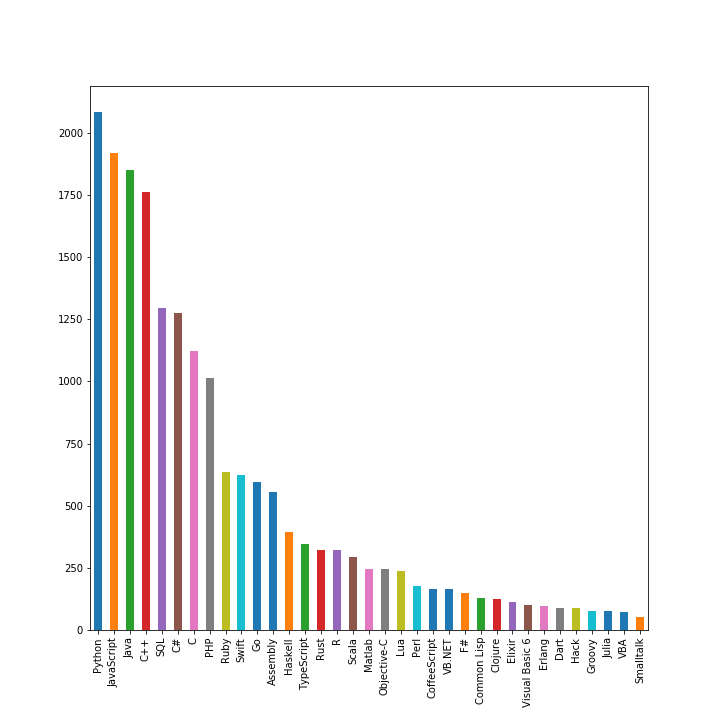 2000
1750
1500
1250
1000
750
500
250
0
Python
JavaScript
Java
C++
SQL
C#
C
PHP
Ruby
Swift
Go
Assembly
Haskell
TypeScript
Rust
R
Scala
Matlab
Objective-C
Lua
Perl
CoffeeScript
VB.NET
F#
Common Lisp
Clojure
Elixir
Visual Basic 6
Erlang
Dart
Hack
Groovy
Julia
VBA
Smalltalk